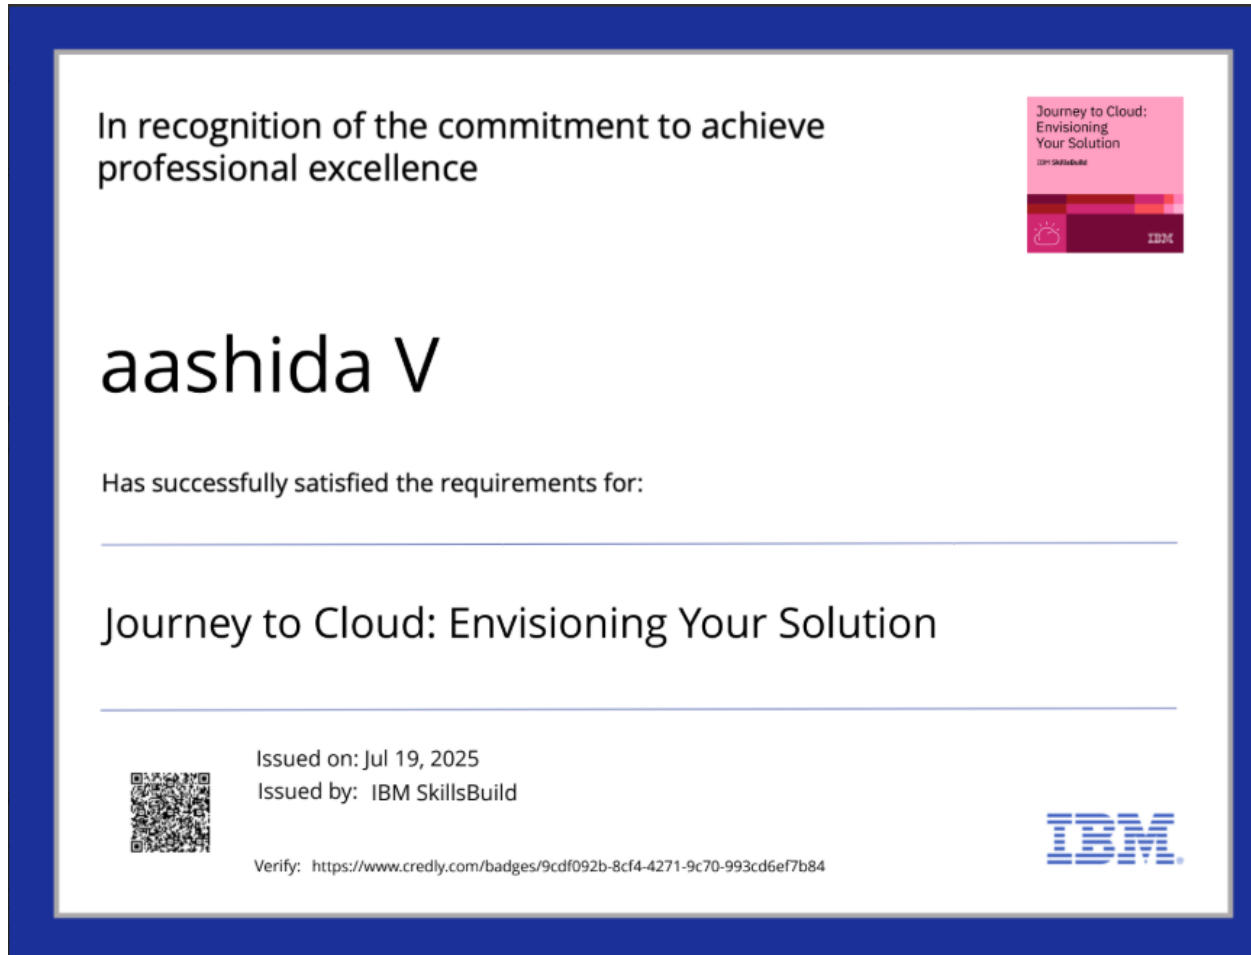 In recognition of the commitment to achieve
professional excellence
Journey to Cloud:
Envisioning
Your Solution
IBM SkillsBuild
IBM
aashida V
Has successfully satisfied the requirements for:
Journey to Cloud: Envisioning Your Solution
Issued on: Jul 19, 2025
Issued by: IBM SkillsBuild
Verify: https://www.credly.com/badges/9cdf092b-8cf4-4271-9c70-993cd6ef7b84
IBM